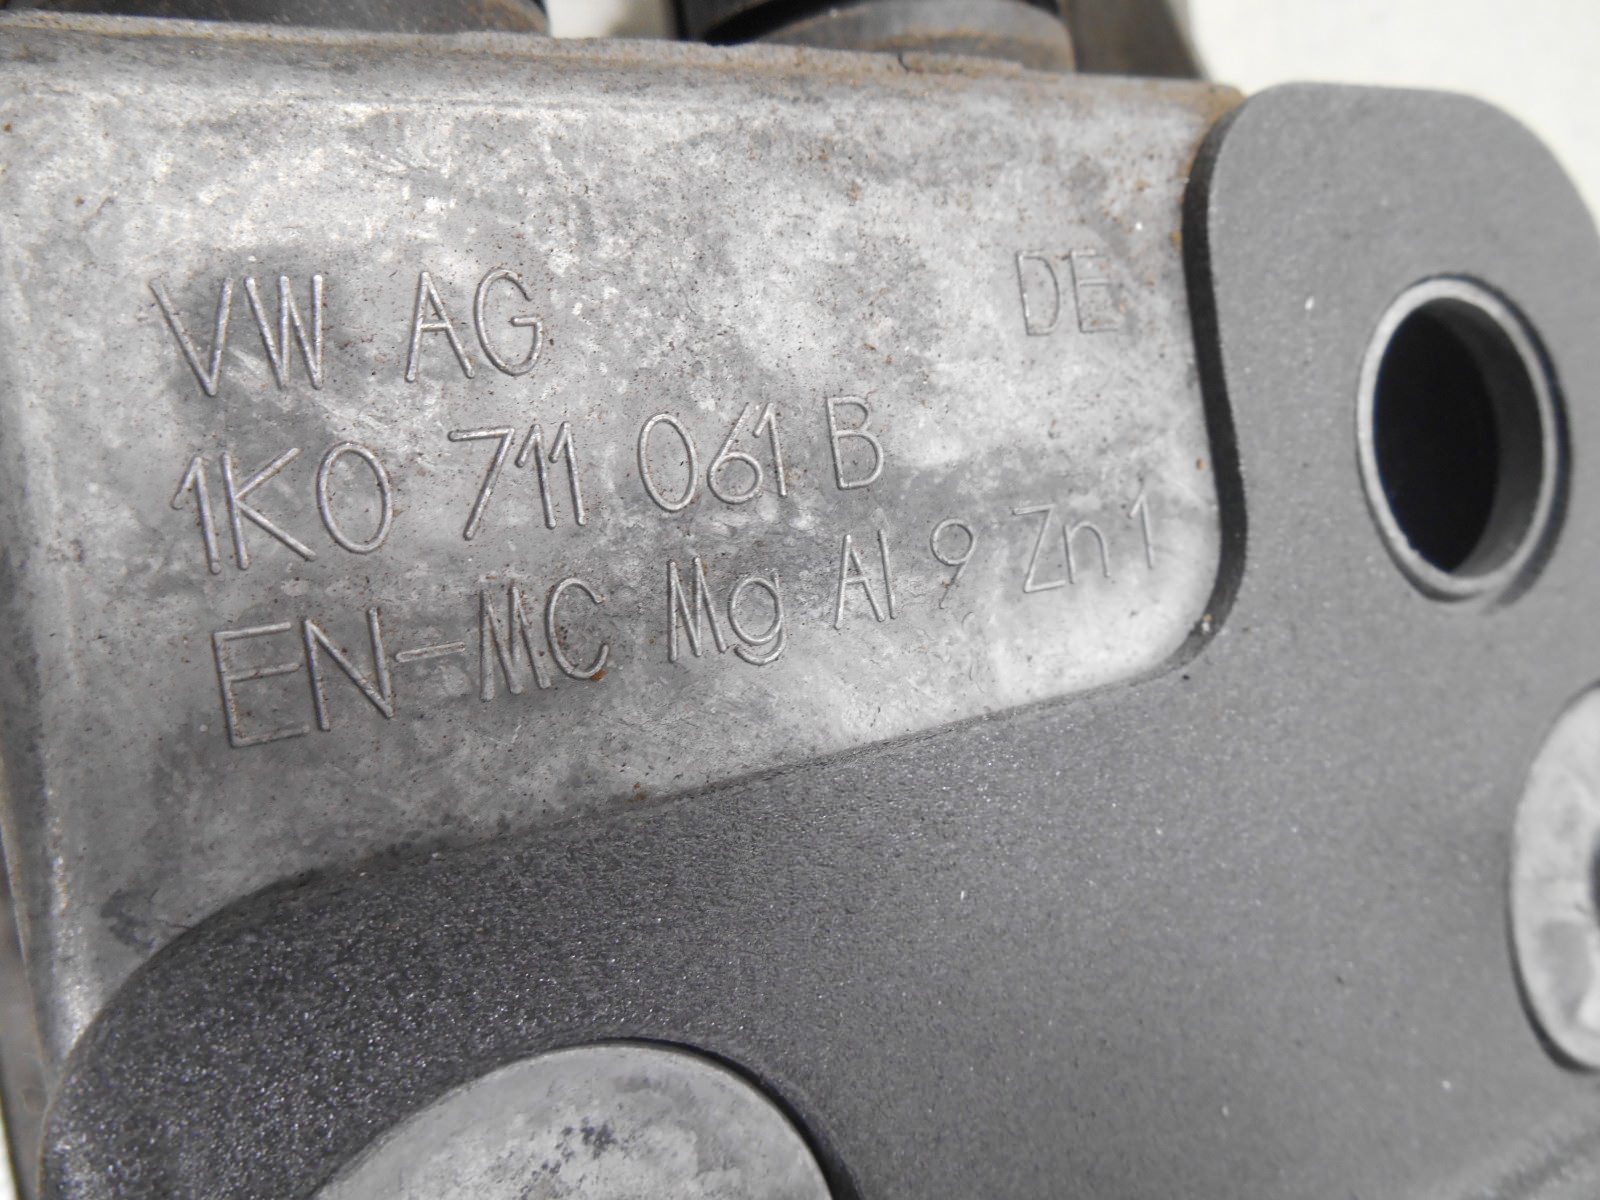 VW AG DE
1K0 711 061 B
EN-MC Mg Al 9 Zn 1